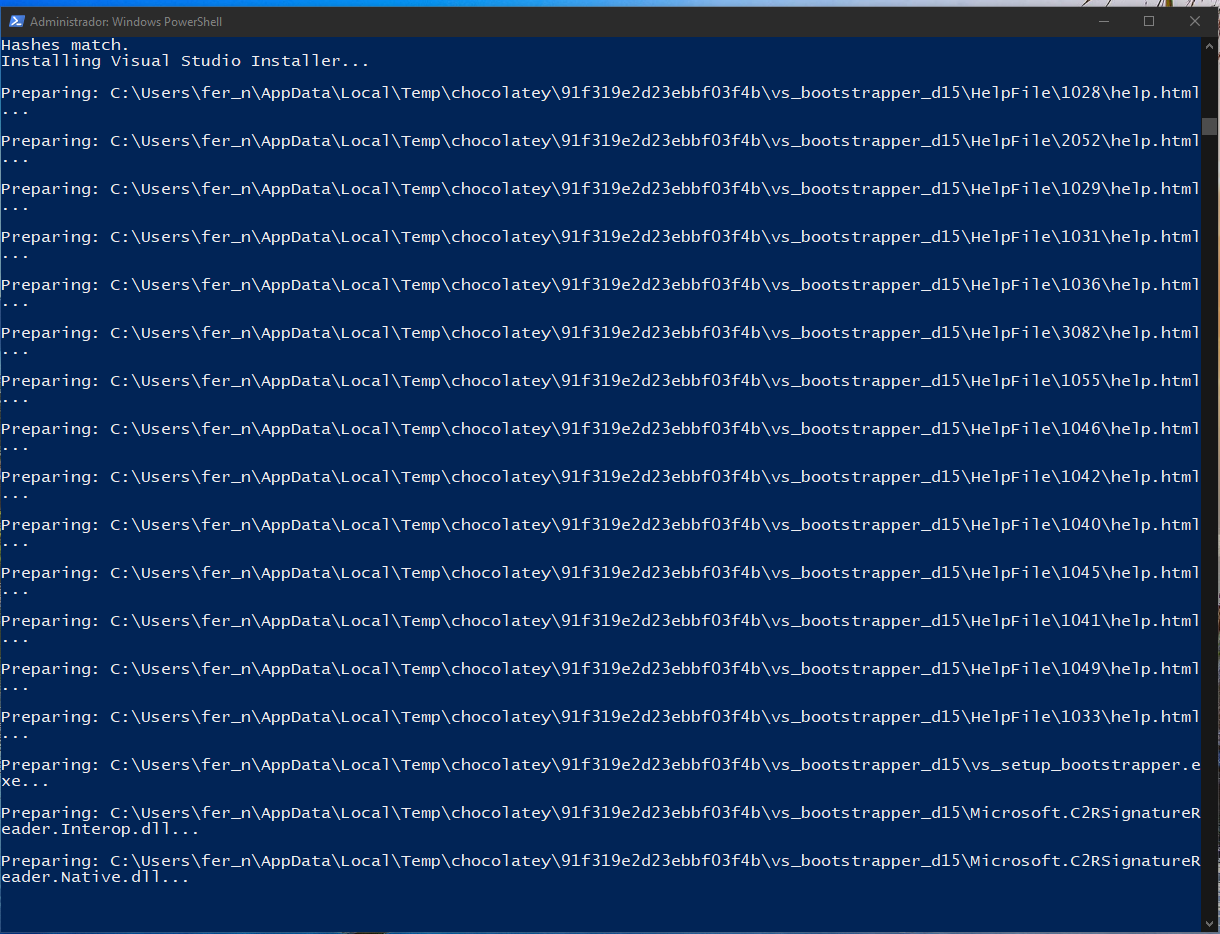 Administrador: Windows PowerShell
Hashes match.
Installing Visual Studio Installer...
Preparing: C:\Users\fer_n\AppData\Local\Temp\chocolatey\91f319e2d23ebbf03f4b\vs_bootstrapper_d15\HelpFile\1028\help.html
...
Preparing: C:\Users\fer_n\AppData\Local\Temp\chocolatey\91f319e2d23ebbf03f4b\vs_bootstrapper_d15\HelpFile\2052\help.html
...
Preparing: C:\Users\fer_n\AppData\Local\Temp\chocolatey\91f319e2d23ebbf03f4b\vs_bootstrapper_d15\HelpFile\1029\help.html
...
Preparing: C:\Users\fer_n\AppData\Local\Temp\chocolatey\91f319e2d23ebbf03f4b\vs_bootstrapper_d15\HelpFile\1031\help.html
...
Preparing: C:\Users\fer_n\AppData\Local\Temp\chocolatey\91f319e2d23ebbf03f4b\vs_bootstrapper_d15\HelpFile\1036\help.html
...
Preparing: C:\Users\fer_n\AppData\Local\Temp\chocolatey\91f319e2d23ebbf03f4b\vs_bootstrapper_d15\HelpFile\3082\help.html
...
Preparing: C:\Users\fer_n\AppData\Local\Temp\chocolatey\91f319e2d23ebbf03f4b\vs_bootstrapper_d15\HelpFile\1055\help.html
...
Preparing: C:\Users\fer_n\AppData\Local\Temp\chocolatey\91f319e2d23ebbf03f4b\vs_bootstrapper_d15\HelpFile\1046\help.html
...
Preparing: C:\Users\fer_n\AppData\Local\Temp\chocolatey\91f319e2d23ebbf03f4b\vs_bootstrapper_d15\HelpFile\1042\help.html
...
Preparing: C:\Users\fer_n\AppData\Local\Temp\chocolatey\91f319e2d23ebbf03f4b\vs_bootstrapper_d15\HelpFile\1040\help.html
...
Preparing: C:\Users\fer_n\AppData\Local\Temp\chocolatey\91f319e2d23ebbf03f4b\vs_bootstrapper_d15\HelpFile\1045\help.html
...
Preparing: C:\Users\fer_n\AppData\Local\Temp\chocolatey\91f319e2d23ebbf03f4b\vs_bootstrapper_d15\HelpFile\1041\help.html
...
Preparing: C:\Users\fer_n\AppData\Local\Temp\chocolatey\91f319e2d23ebbf03f4b\vs_bootstrapper_d15\HelpFile\1049\help.html
...
Preparing: C:\Users\fer_n\AppData\Local\Temp\chocolatey\91f319e2d23ebbf03f4b\vs_bootstrapper_d15\HelpFile\1033\help.html
...
Preparing: C:\Users\fer_n\AppData\Local\Temp\chocolatey\91f319e2d23ebbf03f4b\vs_bootstrapper_d15\vs_setup_bootstrapper.e
xe...
Preparing: C:\Users\fer_n\AppData\Local\Temp\chocolatey\91f319e2d23ebbf03f4b\vs_bootstrapper_d15\Microsoft.C2RSignatureR
eader.Interop.dll...
Preparing: C:\Users\fer_n\AppData\Local\Temp\chocolatey\91f319e2d23ebbf03f4b\vs_bootstrapper_d15\Microsoft.C2RSignatureR
eader.Native.dll...